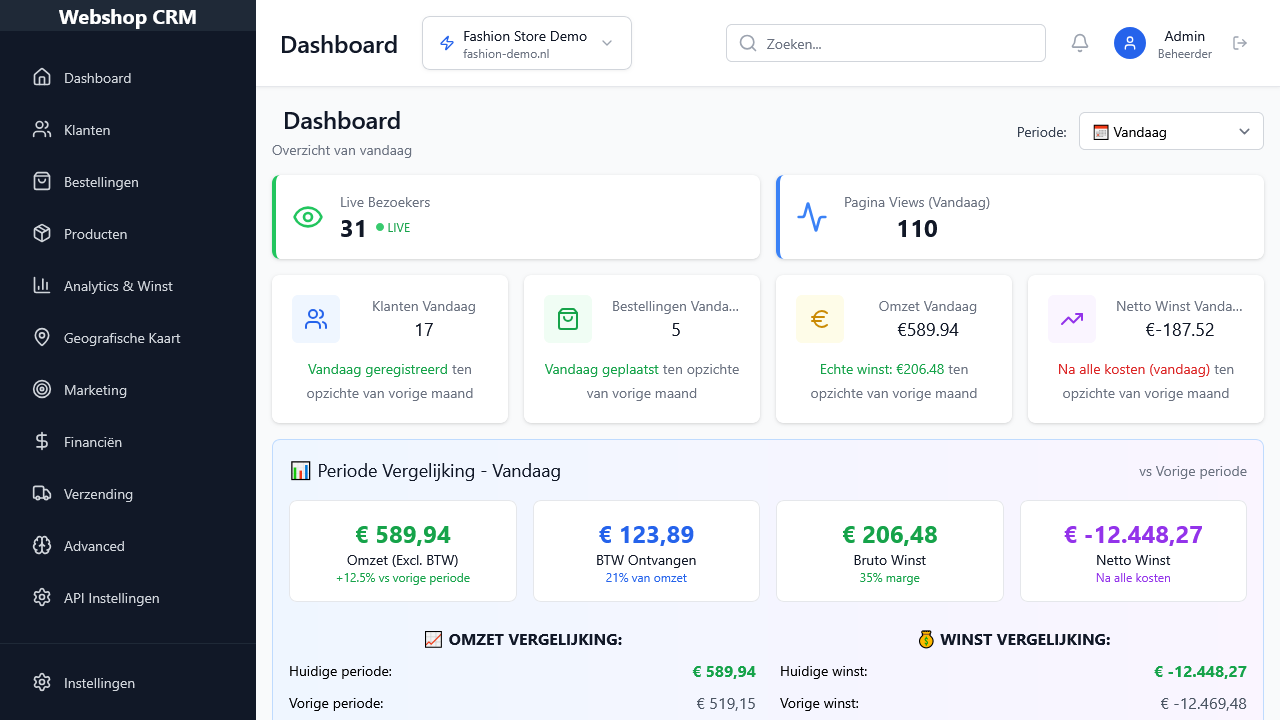 Webshop CRM
Dashboard
Klanten
Bestellingen
Producten
Analytics & Winst
Geografische Kaart
Marketing
Financiën
Verzending
Advanced
API Instellingen
Instellingen
Dashboard
Fashion Store Demo
fashion-demo.nl
Zoeken...
Admin
Beheerder
Dashboard
Overzicht van vandaag
Periode:
Vandaag
Live Bezoekers
31 LIVE
Pagina Views (Vandaag)
110
Klanten Vandaag
17
Vandaag geregistreerd ten
opzichte van vorige maand
Bestellingen Vanda...
5
Vandaag geplaatst ten opzichte
van vorige maand
Omzet Vandaag
€589.94
Echte winst: €206.48 ten
opzichte van vorige maand
Netto Winst Vanda...
€-187.52
Na alle kosten (vandaag) ten
opzichte van vorige maand
Periode Vergelijking - Vandaag
vs Vorige periode
€ 589,94
Omzet (Excl. BTW)
+12.5% vs vorige periode
€ 123,89
BTW Ontvangen
21% van omzet
€ 206,48
Bruto Winst
35% marge
€ -12.448,27
Netto Winst
Na alle kosten
OMZET VERGELIJKING:
Huidige periode: € 589,94
Vorige periode: € 519,15
WINST VERGELIJKING:
Huidige winst: € -12.448,27
Vorige winst: € -12.469,48